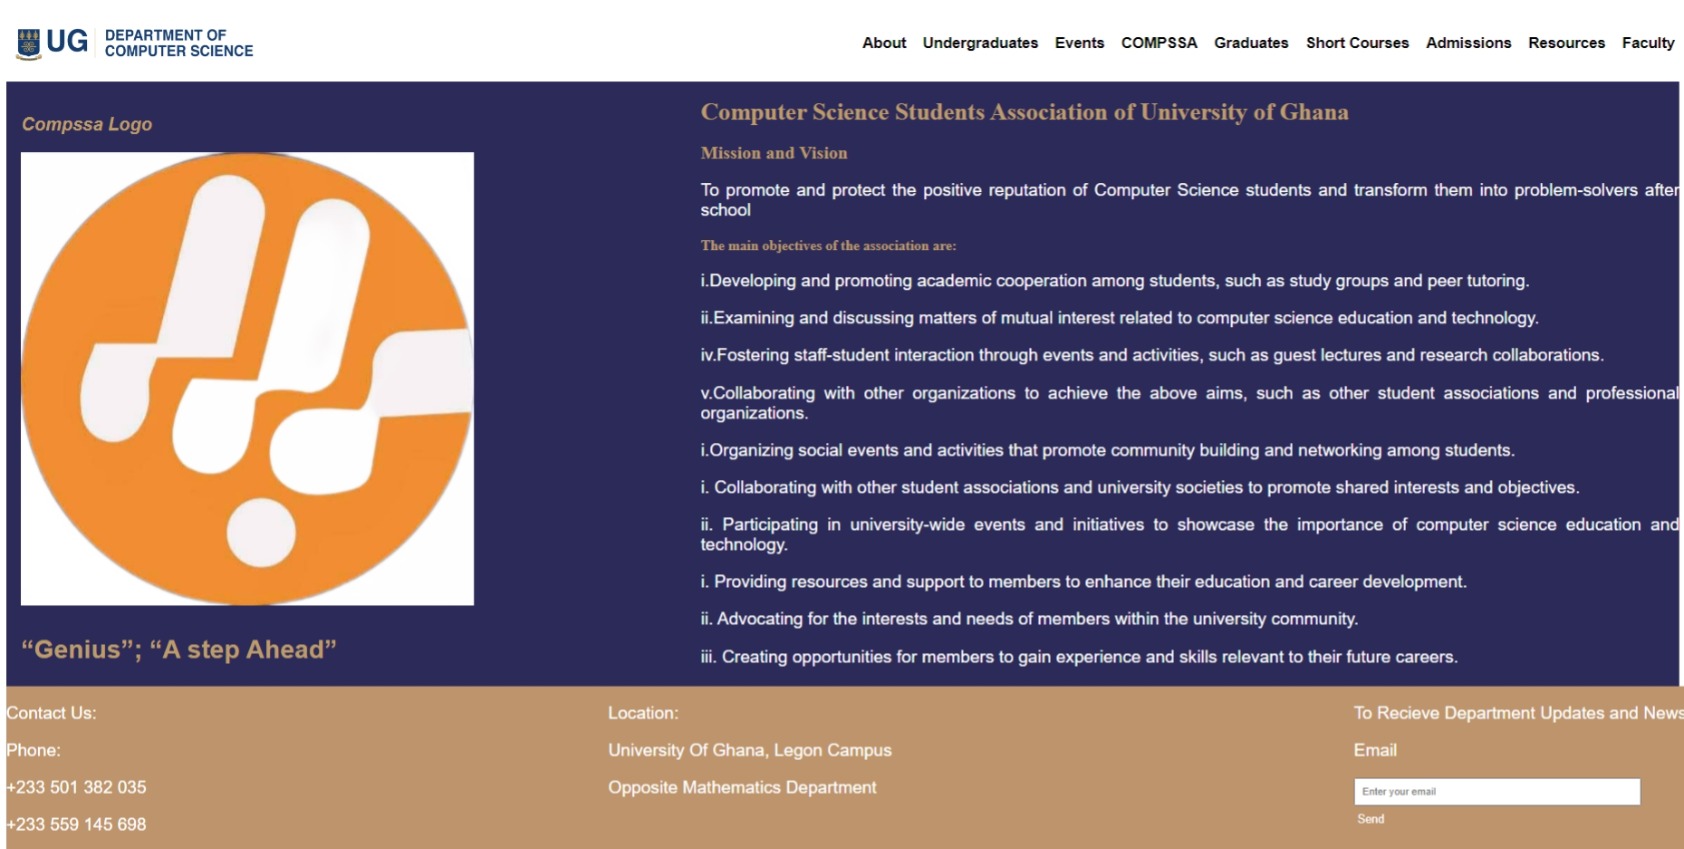 UG
DEPARTMENT OF
COMPUTER SCIENCE
About Undergraduates Events COMPSSA Graduates Short Courses Admissions Resources Faculty
Compssa Logo
“Genius”; “A step Ahead”
Computer Science Students Association of University of Ghana
Mission and Vision
To promote and protect the positive reputation of Computer Science students and transform them into problem-solvers after
school
The main objectives of the association are:
i.Developing and promoting academic cooperation among students, such as study groups and peer tutoring.
ii.Examining and discussing matters of mutual interest related to computer science education and technology.
iv.Fostering staff-student interaction through events and activities, such as guest lectures and research collaborations.
v.Collaborating with other organizations to achieve the above aims, such as other student associations and professional
organizations.
i.Organizing social events and activities that promote community building and networking among students.
i. Collaborating with other student associations and university societies to promote shared interests and objectives.
ii. Participating in university-wide events and initiatives to showcase the importance of computer science education and
technology.
i. Providing resources and support to members to enhance their education and career development.
ii. Advocating for the interests and needs of members within the university community.
iii. Creating opportunities for members to gain experience and skills relevant to their future careers.
Contact Us:
Phone:
+233 501 382 035
+233 559 145 698
Location:
University Of Ghana, Legon Campus
Opposite Mathematics Department
To Recieve Department Updates and News
Email
Enter your email
Send